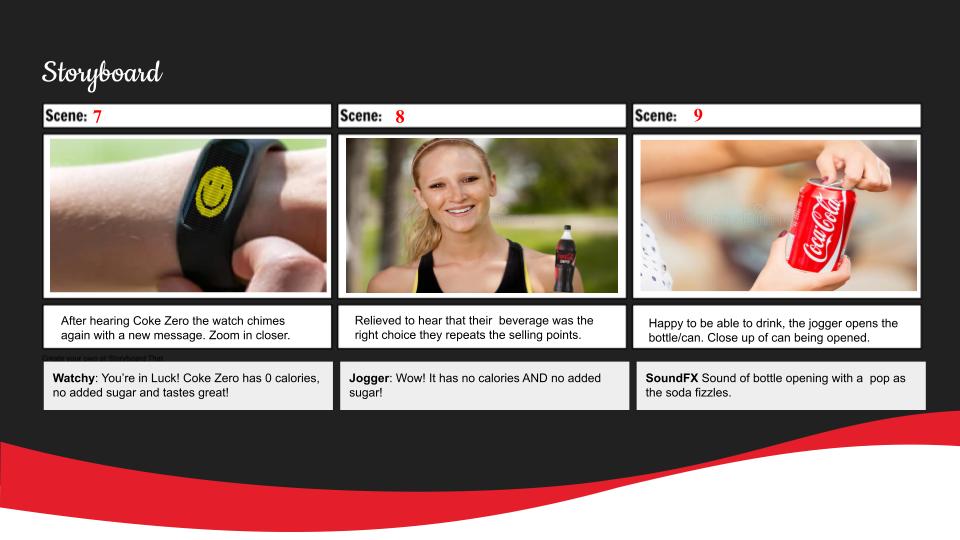 Storyboard
Scene: 7
Scene: 8
Scene: 9
Coca-Cola
After hearing Coke Zero the watch chimes
again with a new message. Zoom in closer.
Relieved to hear that their  beverage was the
right choice they repeats the selling points.
Happy to be able to drink, the jogger opens the
bottle/can. Close up of can being opened.
Create your own at Storyboard That
Watchy: You’re in Luck! Coke Zero has 0 calories,
no added sugar and tastes great!
Jogger: Wow! It has no calories AND no added
sugar!
SoundFX Sound of bottle opening with a  pop as
the soda fizzles.